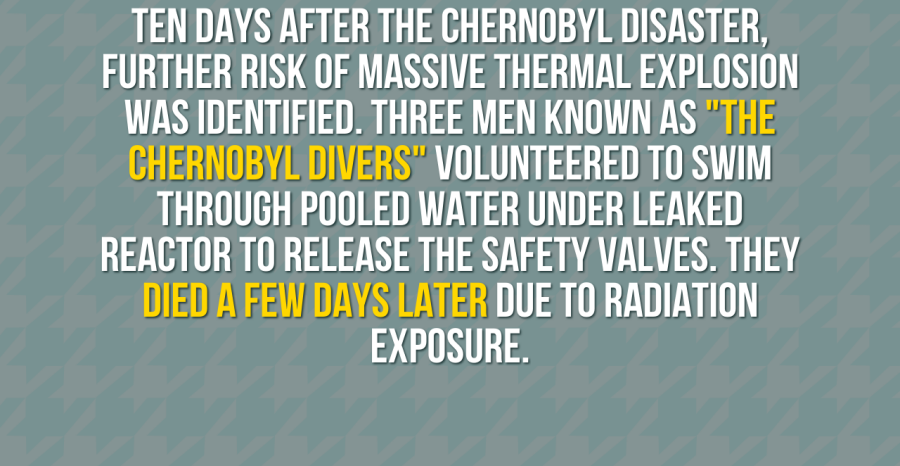 TEN DAYS AFTER THE CHERNOBYL DISASTER,
FURTHER RISK OF MASSIVE THERMAL EXPLOSION
WAS IDENTIFIED. THREE MEN KNOWN AS "THE
CHERNOBYL DIVERS" VOLUNTEERED TO SWIM
THROUGH POOLED WATER UNDER LEAKED
REACTOR TO RELEASE THE SAFETY VALVES. THEY
DIED A FEW DAYS LATER DUE TO RADIATION
EXPOSURE.